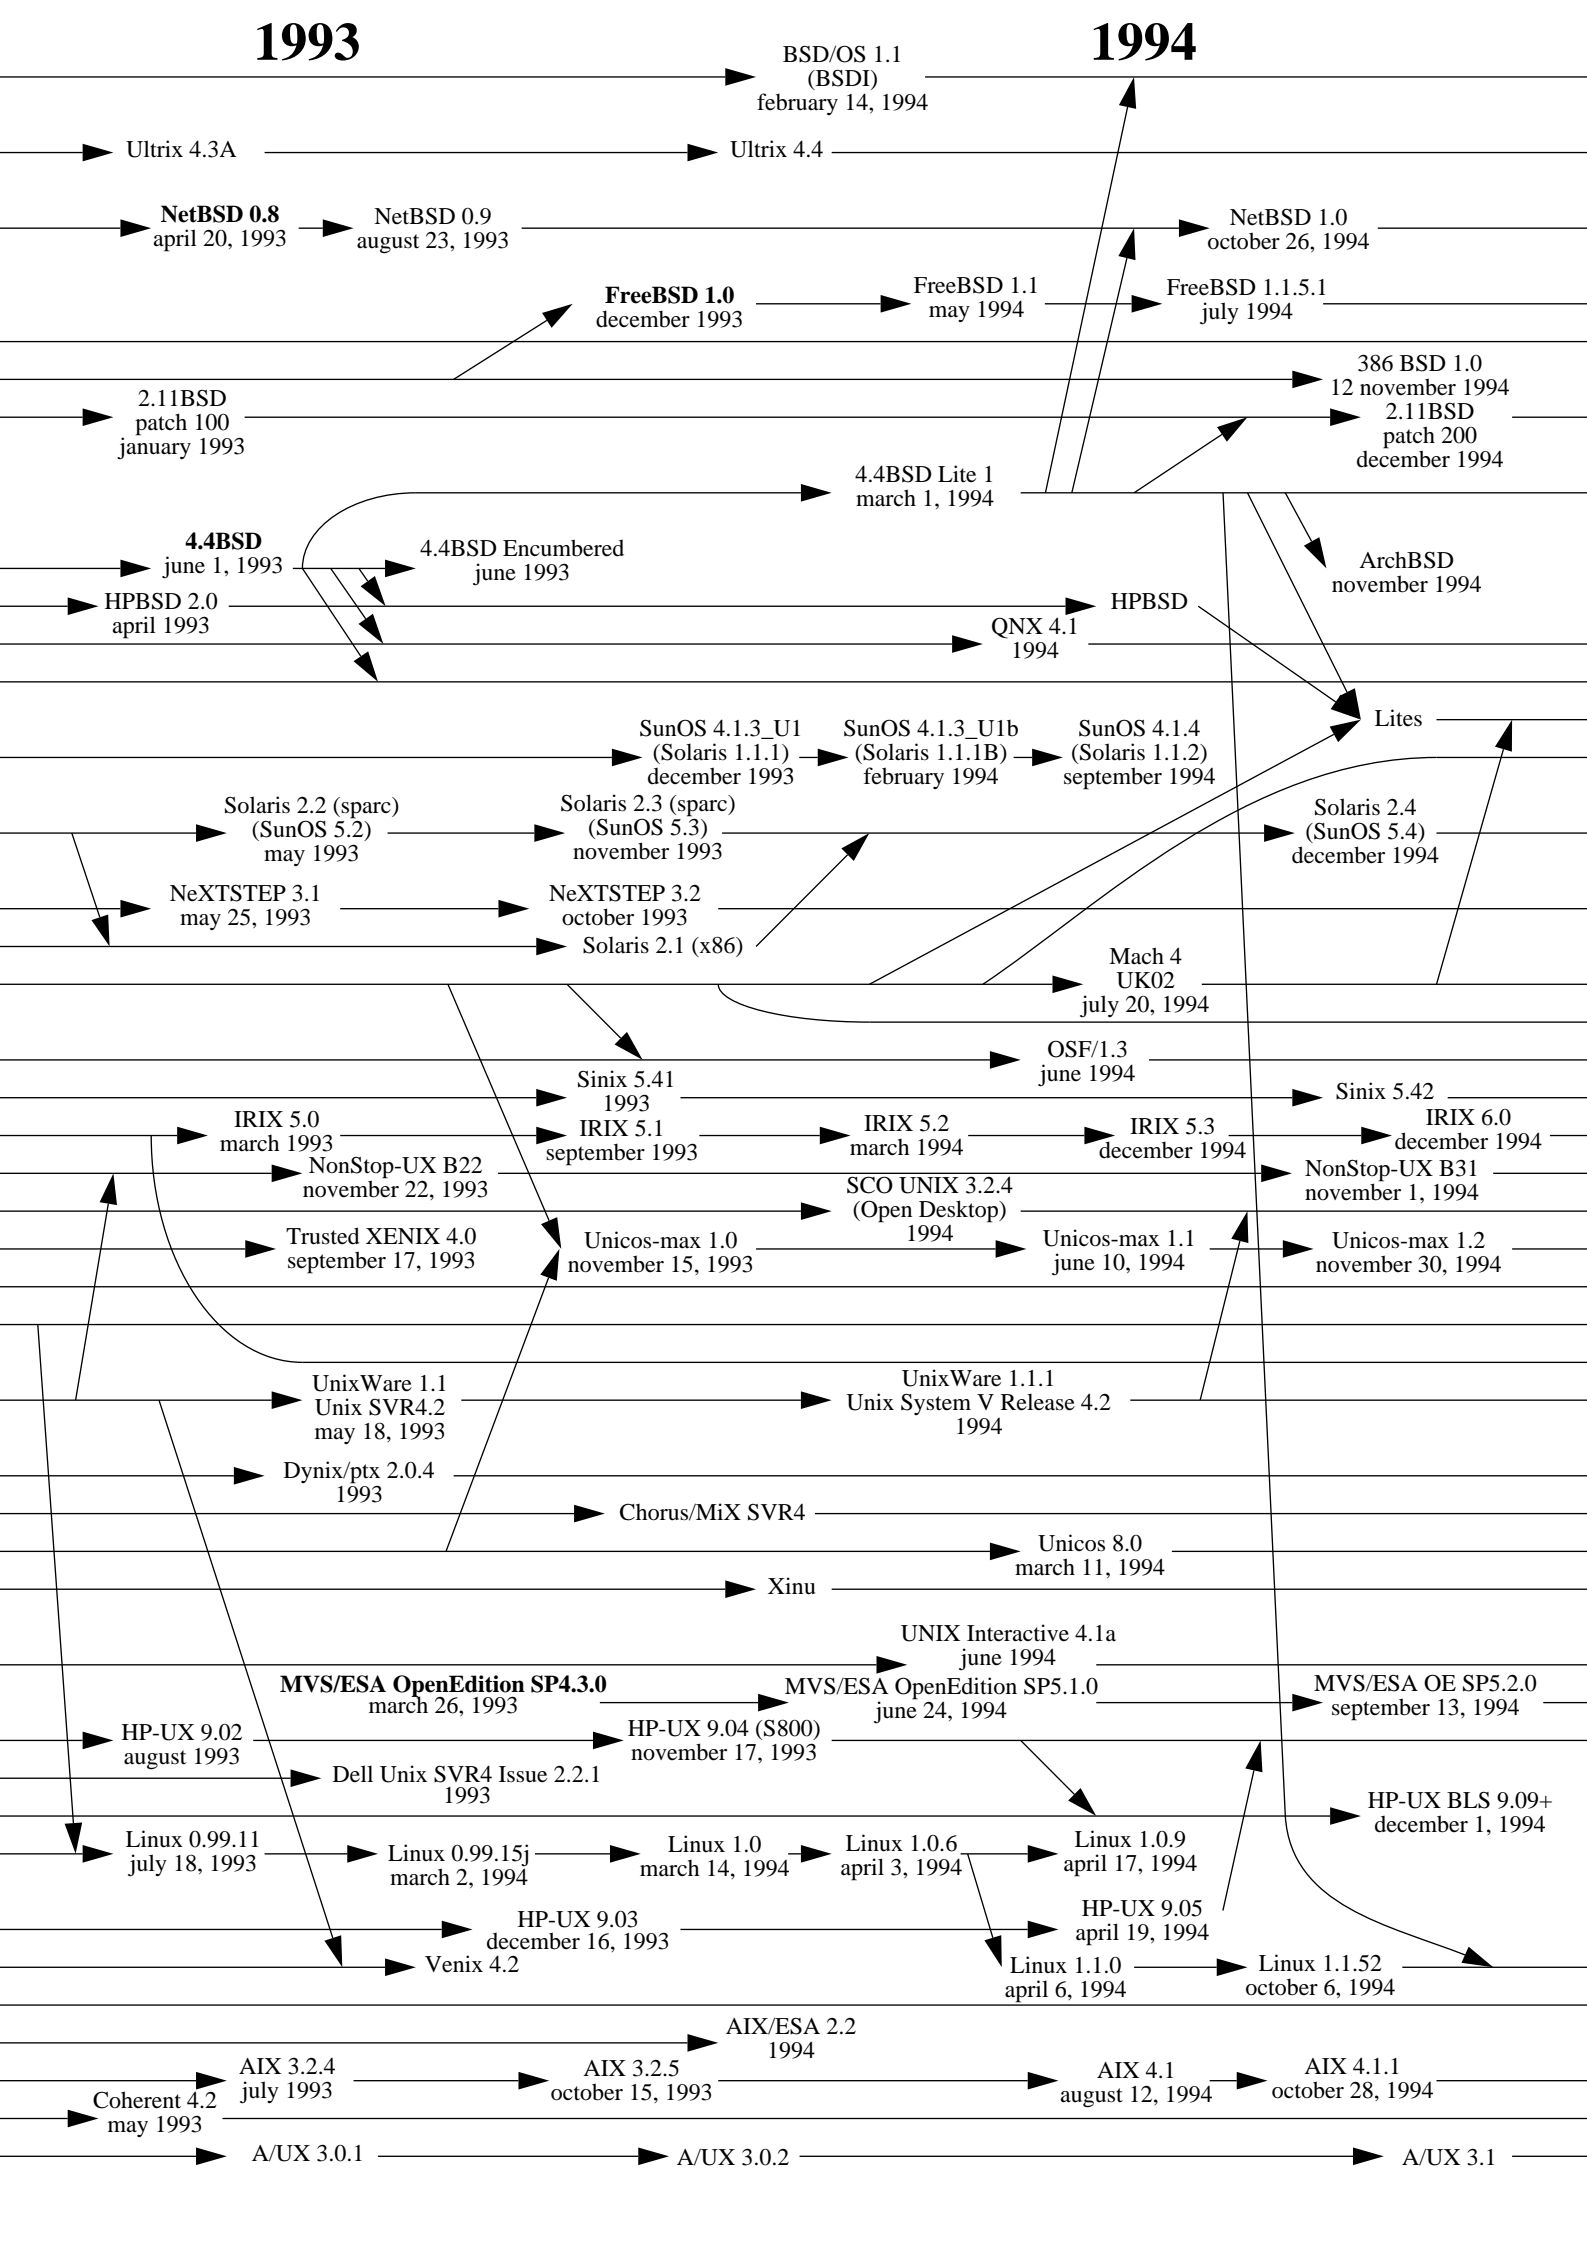 1993
1994
BSD/OS 1.1
(BSDI)
february 14, 1994
Ultrix 4.3A
Ultrix 4.4
NetBSD 0.8
april 20, 1993
NetBSD 0.9
august 23, 1993
NetBSD 1.0
october 26, 1994
FreeBSD 1.0
december 1993
FreeBSD 1.1
may 1994
FreeBSD 1.1.5.1
july 1994
386 BSD 1.0
12 november 1994
2.11BSD
patch 100
january 1993
2.11BSD
patch 200
december 1994
4.4BSD Lite 1
march 1, 1994
4.4BSD
june 1, 1993
4.4BSD Encumbered
june 1993
ArchBSD
november 1994
HPBSD 2.0
april 1993
HPBSD
QNX 4.1
1994
Lites
SunOS 4.1.3_U1
(Solaris 1.1.1)
december 1993
SunOS 4.1.3_U1b
(Solaris 1.1.1B)
february 1994
SunOS 4.1.4
(Solaris 1.1.2)
september 1994
Solaris 2.2 (sparc)
(SunOS 5.2)
may 1993
Solaris 2.3 (sparc)
(SunOS 5.3)
november 1993
Solaris 2.4
(SunOS 5.4)
december 1994
NeXTSTEP 3.1
may 25, 1993
NeXTSTEP 3.2
october 1993
Solaris 2.1 (x86)
Mach 4
UK02
july 20, 1994
OSF/1.3
june 1994
Sinix 5.41
1993
Sinix 5.42
IRIX 5.0
march 1993
IRIX 5.1
september 1993
IRIX 5.2
march 1994
IRIX 5.3
december 1994
IRIX 6.0
december 1994
NonStop-UX B22
november 22, 1993
NonStop-UX B31
november 1, 1994
SCO UNIX 3.2.4
(Open Desktop)
1994
Trusted XENIX 4.0
september 17, 1993
Unicos-max 1.0
november 15, 1993
Unicos-max 1.1
june 10, 1994
Unicos-max 1.2
november 30, 1994
UnixWare 1.1
Unix SVR4.2
may 18, 1993
UnixWare 1.1.1
Unix System V Release 4.2
1994
Dynix/ptx 2.0.4
1993
Chorus/MiX SVR4
Unicos 8.0
march 11, 1994
Xinu
UNIX Interactive 4.1a
june 1994
MVS/ESA OpenEdition SP4.3.0
march 26, 1993
MVS/ESA OpenEdition SP5.1.0
june 24, 1994
MVS/ESA OE SP5.2.0
september 13, 1994
HP-UX 9.02
august 1993
HP-UX 9.04 (S800)
november 17, 1993
Dell Unix SVR4 Issue 2.2.1
1993
HP-UX BLS 9.09+
december 1, 1994
Linux 0.99.11
july 18, 1993
Linux 0.99.15j
march 2, 1994
Linux 1.0
march 14, 1994
Linux 1.0.6
april 3, 1994
Linux 1.0.9
april 17, 1994
HP-UX 9.03
december 16, 1993
HP-UX 9.05
april 19, 1994
Venix 4.2
Linux 1.1.0
april 6, 1994
Linux 1.1.52
october 6, 1994
AIX/ESA 2.2
1994
AIX 3.2.4
july 1993
AIX 3.2.5
october 15, 1993
AIX 4.1
august 12, 1994
AIX 4.1.1
october 28, 1994
Coherent 4.2
may 1993
A/UX 3.0.1
A/UX 3.0.2
A/UX 3.1